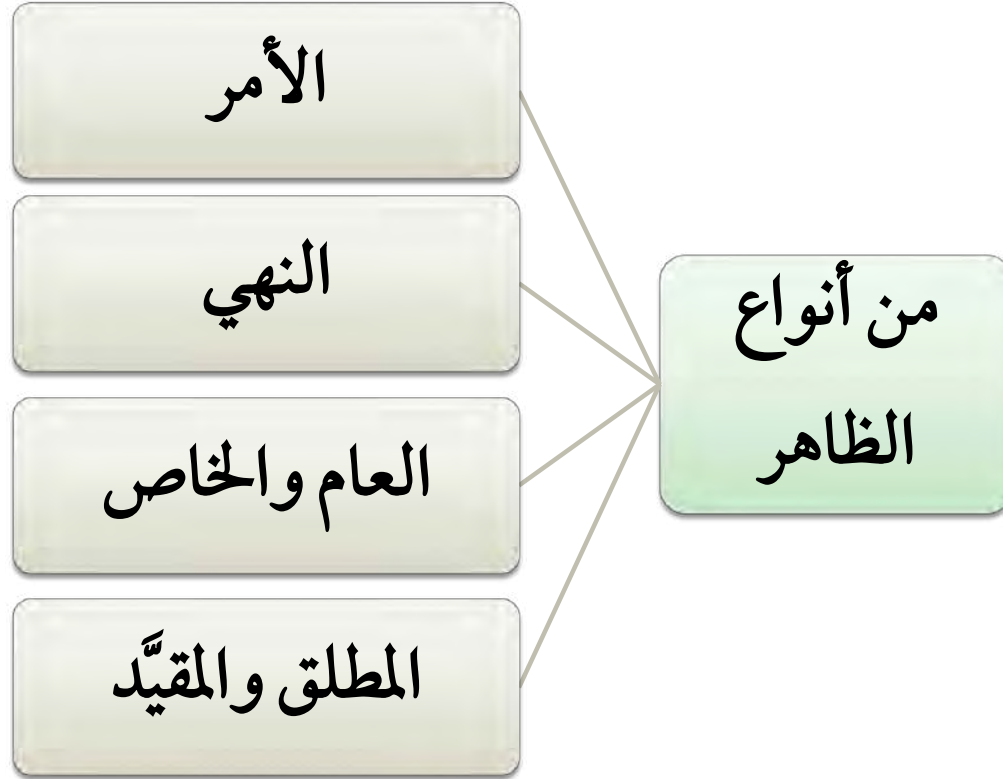 من أنواع
الظاهر
الأمر
النهي
العام والخاص
المطلق والمقيَّد